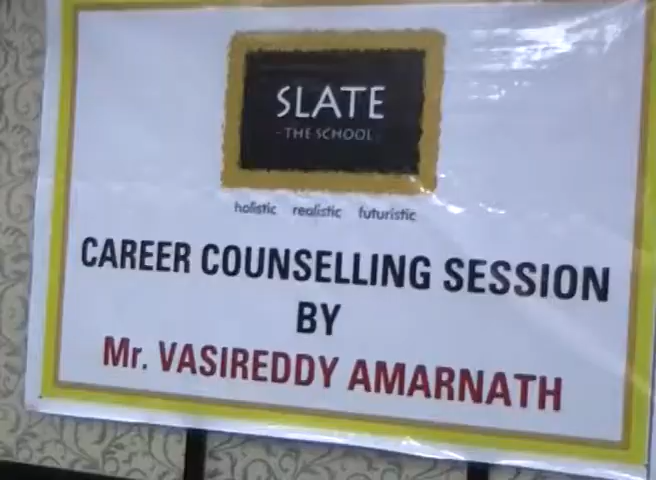 SLATE
- THE SCHOOL -
holistic realistic futuristic
CAREER COUNSELLING SESSION
BY
Mr. VASIREDDY AMARNATH